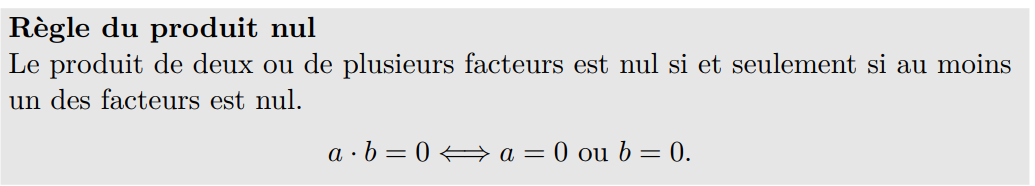 Règle du produit nul
Le produit de deux ou de plusieurs facteurs est nul si et seulement si au moins
un des facteurs est nul.
a · b = 0 ⟺ a = 0 ou b = 0.